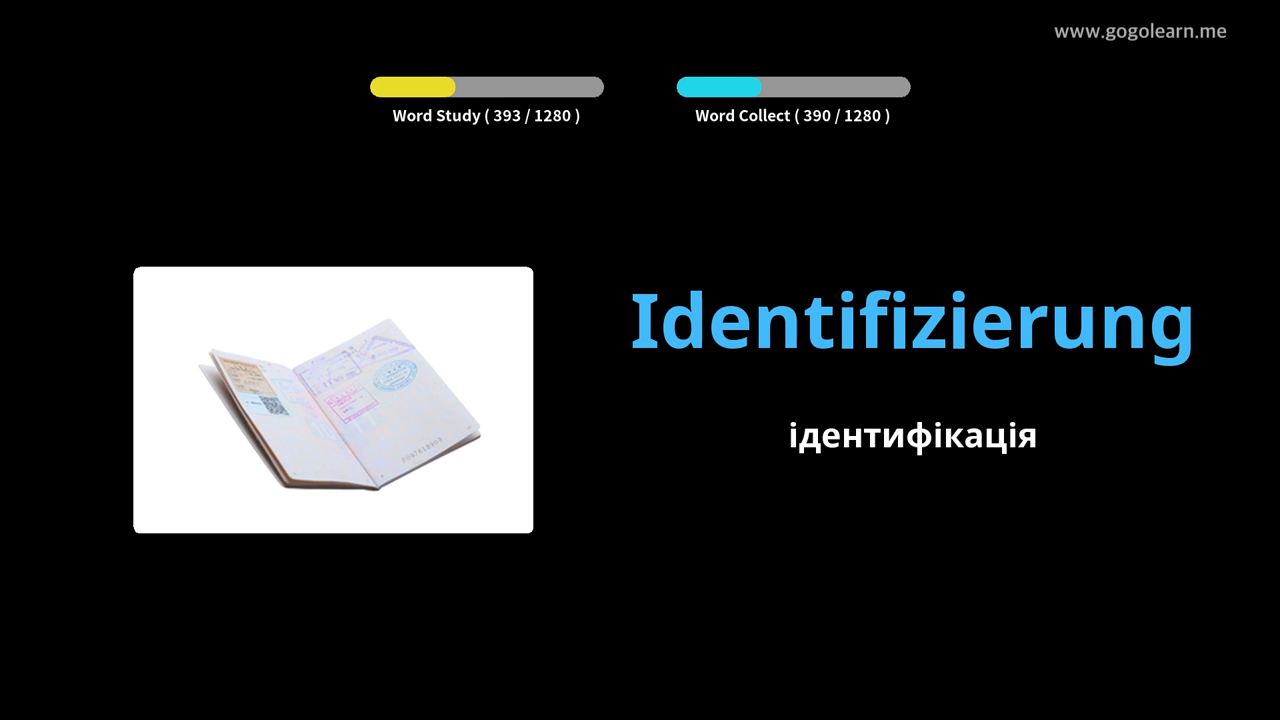 www.gogolearn.me
Word Study ( 393 / 1280 )
Word Collect ( 390 / 1280 )
Identifizierung
ідентифікація